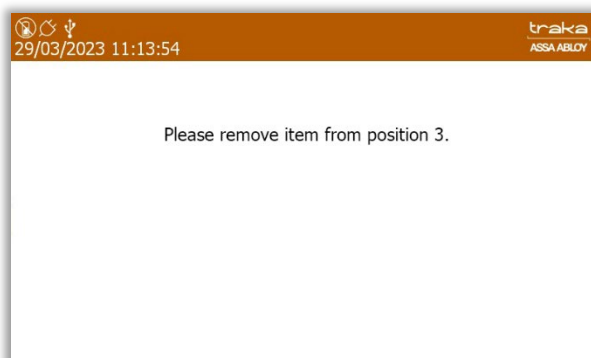 traka
29/03/2023 11:13:54
ASSA ABLOY
Please remove item from position 3.